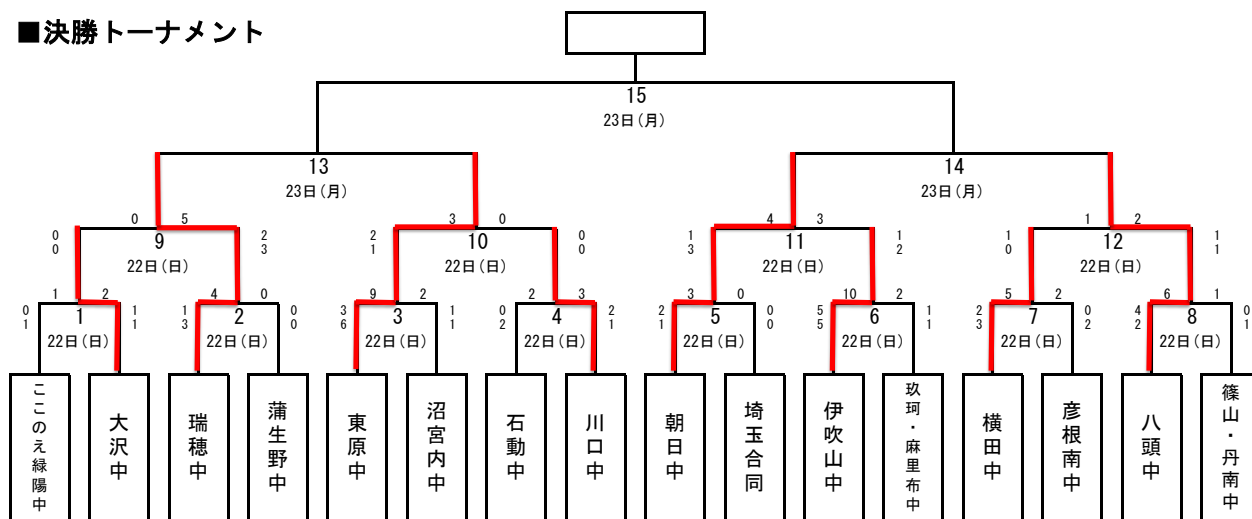 ■決勝トーナメント
15
23日(月)
13
23日(月)
14
23日(月)
0 5
3 0
4 3
1 2
0 0
9
2 3
2 1
10
0 0
1 3
11
1 2
1 0
12
1 1
22日(日)
22日(日)
22日(日)
22日(日)
1 2
4 0
9 2
2 3
3 0
10 2
5 2
6 1
0 1
1
1 1
1 3
2
0 0
3 6
3
1 1
0 2
4
2 1
2 1
5
0 0
5 5
6
1 1
2 3
7
0 2
4 2
8
0 1
22日(日)
22日(日)
22日(日)
22日(日)
22日(日)
22日(日)
22日(日)
22日(日)
ここのえ緑陽中
大沢中
瑞穂中
蒲生野中
東原中
沼宮内中
石動中
川口中
朝日中
埼玉合同
伊吹山中
玖珂・麻里布中
横田中
彦根南中
八頭中
篠山・丹南中